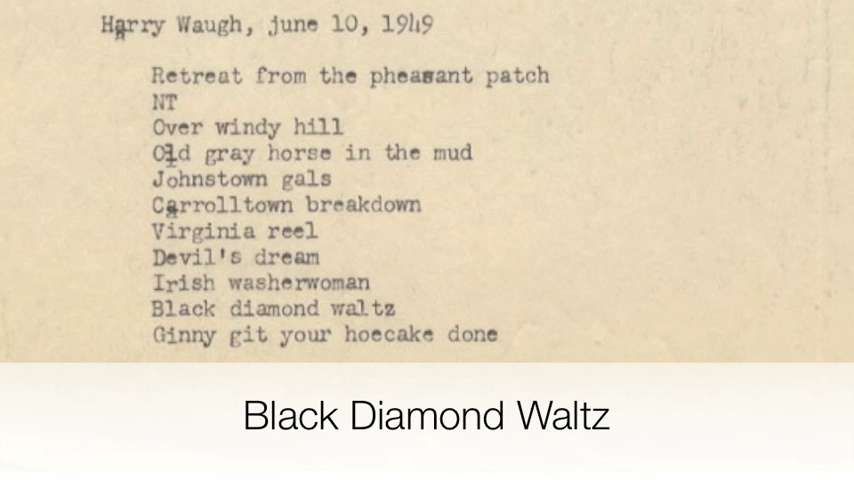 Harry Waugh, june 10, 1949
Retreat from the pheasant patch
NT
Over windy hill
Old gray horse in the mud
Johnstown gals
Carrolltown breakdown
Virginia reel
Devil's dream
Irish washerwoman
Black diamond waltz
Ginny git your hoecake done
Black Diamond Waltz